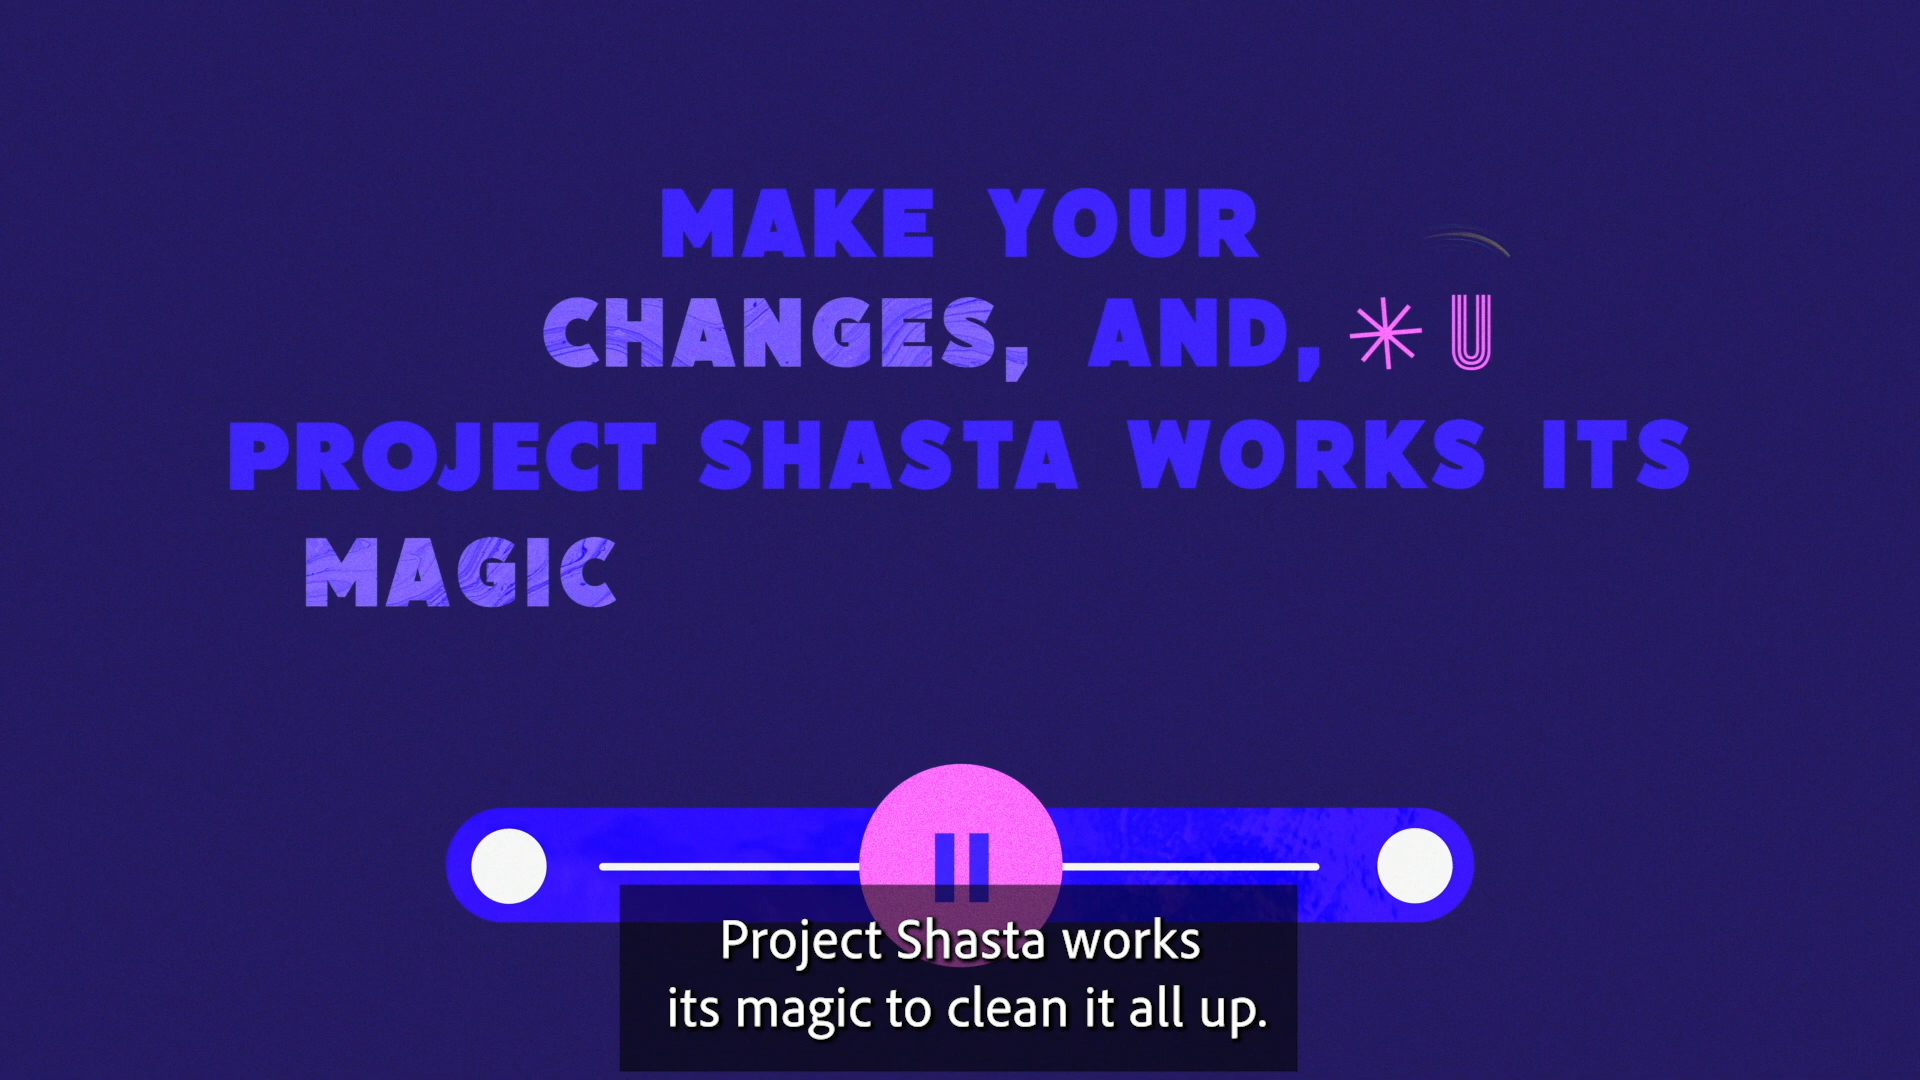 MAKE YOUR
CHANGES, AND, * U
PROJECT SHASTA WORKS ITS
MAGIC
Project Shasta works
its magic to clean it all up.